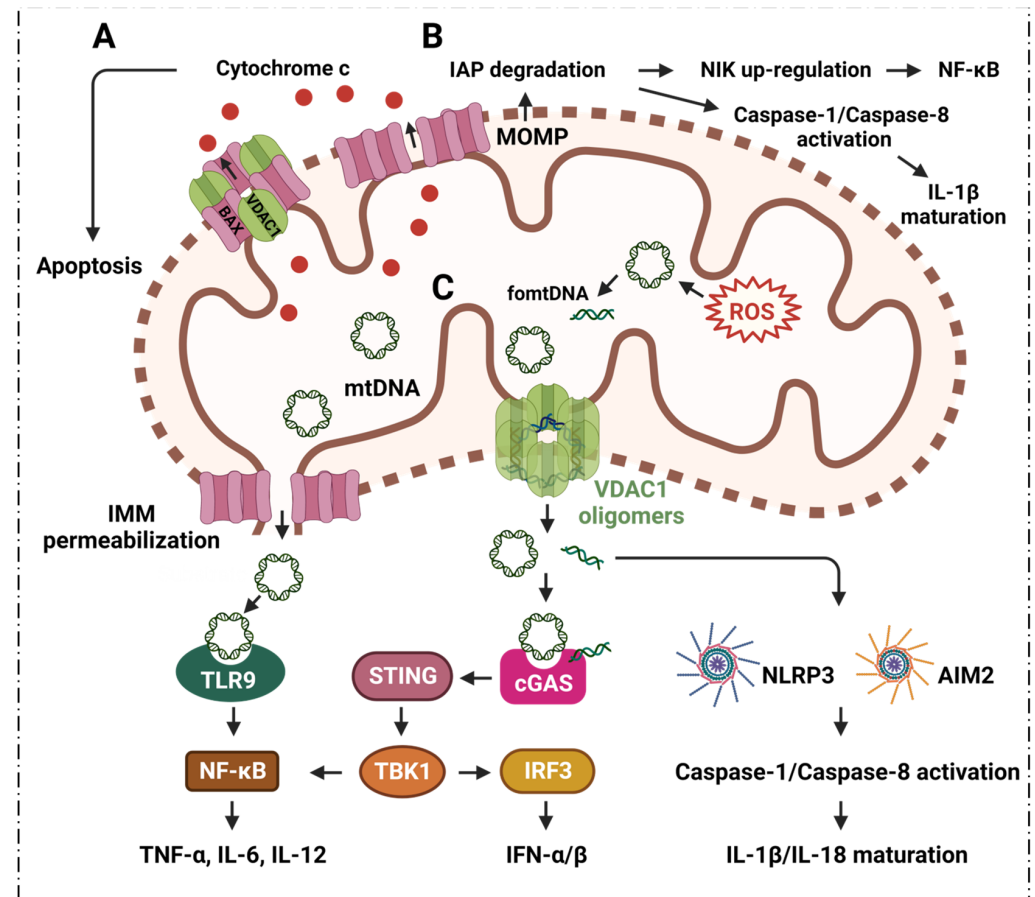 A
B
Cytochrome c
IAP degradation
NIK up-regulation
NF-κB
Caspase-1/Caspase-8
activation
MOMP
IL-1β
maturation
BAX
VDAC1
Apoptosis
C
fomtDNA
ROS
mtDNA
VDAC1
oligomers
IMM
permeabilization
TLR9
STING
cGAS
NLRP3
AIM2
NF-κB
TBK1
IRF3
Caspase-1/Caspase-8 activation
TNF-α, IL-6, IL-12
IFN-α/β
IL-1β/IL-18 maturation